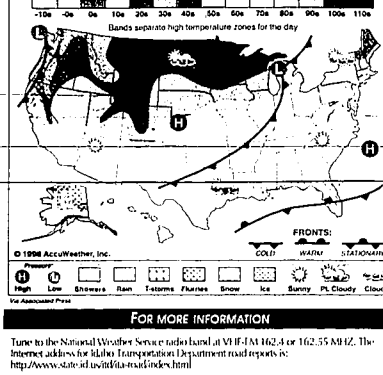 -10s -0s 0s 10s 20s 30s 40s 50s 60s 70s 80s 90s 100s 110s
Bands separate high temperature zones for the day
L
L
H
H
FRONTS:
COLD WARM STATIONARY
© 1998 AccuWeather, Inc.
Pressure
H L
High Low Showers Rain T-storms Flurries Snow Ice Sunny Pt. Cloudy Cloudy
Via Associated Press
FOR MORE INFORMATION
Tune to the National Weather Service radio band at VHF-FM 162.4 or 162.55 MHZ. The
Internet address for Idaho Transportation Department road reports is:
http://www.state.id.us/itd/ita-road/index.html